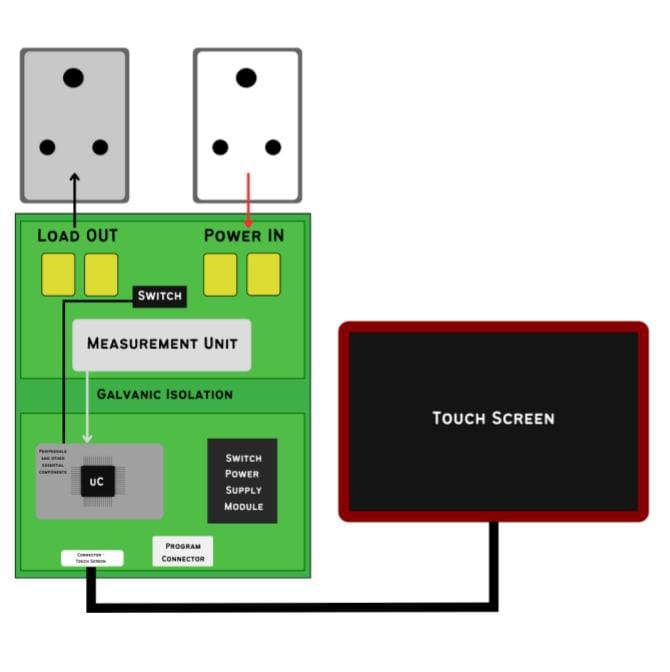 LOAD OUT
POWER IN
SWITCH
MEASUREMENT UNIT
GALVANIC ISOLATION
TOUCH SCREEN
PERIPHERALS
AND OTHER
ESSENTIAL
COMPONENTS
uC
SWITCH
POWER
SUPPLY
MODULE
PROGRAM
CONNECTOR
CONNECTOR -
TOUCH SCREEN